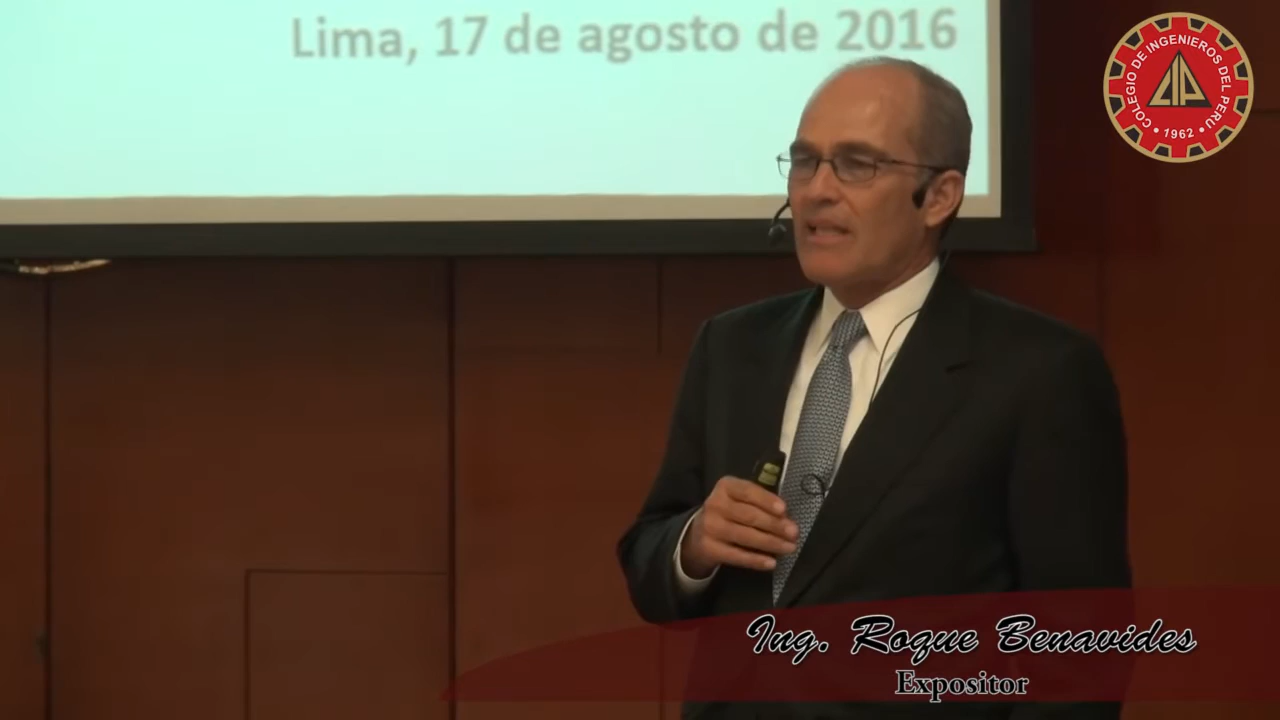 Lima, 17 de agosto de 2016
COLEGIO DE INGENIEROS DEL PERU
CIP
• 1962 •
Ing. Roque Benavides
Expositor